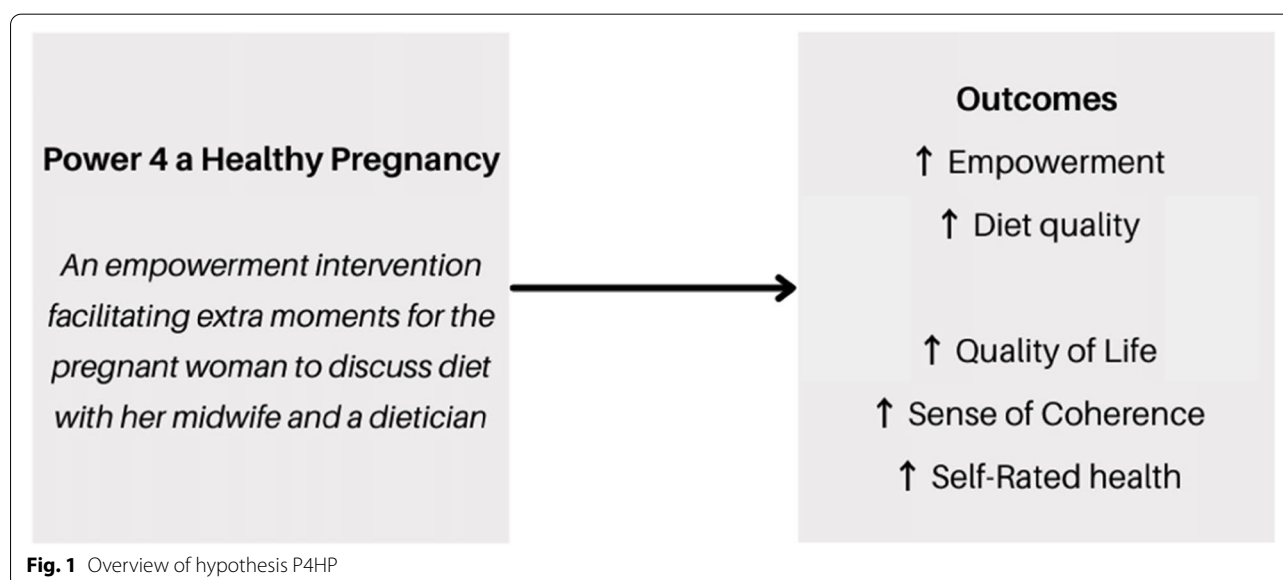 Power 4 a Healthy Pregnancy
An empowerment intervention
facilitating extra moments for the
pregnant woman to discuss diet
with her midwife and a dietician
Outcomes
↑ Empowerment
↑ Diet quality
↑ Quality of Life
↑ Sense of Coherence
↑ Self-Rated health
Fig. 1 Overview of hypothesis P4HP